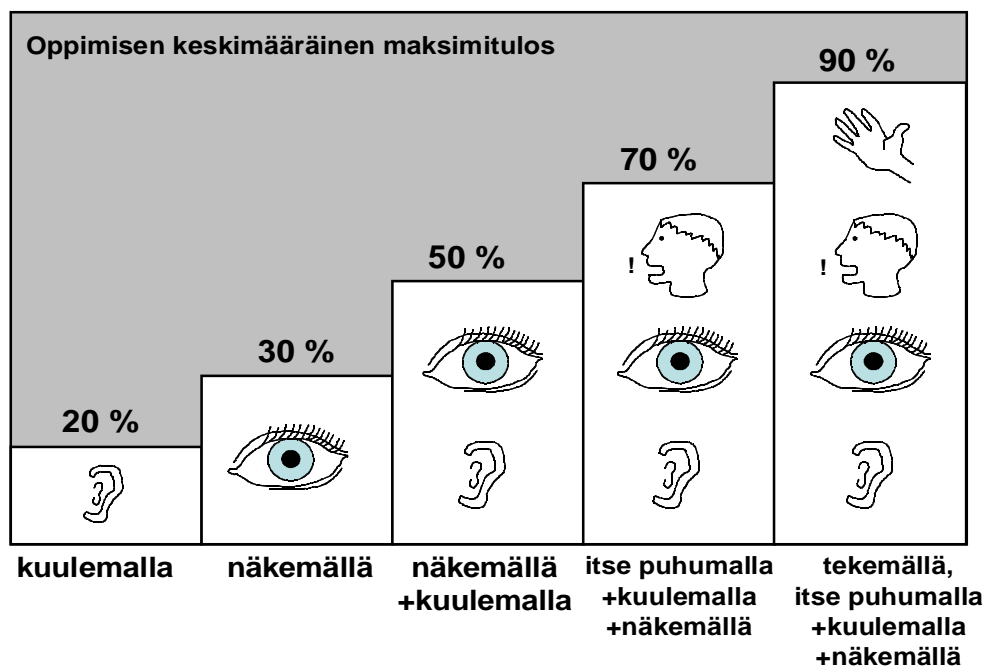 Oppimisen keskimääräinen maksimitulos
90 %
70 %
50 %
30 %
20 %
!
!
kuulemalla
näkemällä
näkemällä
+kuulemalla
itse puhumalla
+kuulemalla
+näkemällä
tekemällä,
itse puhumalla
+kuulemalla
+näkemällä